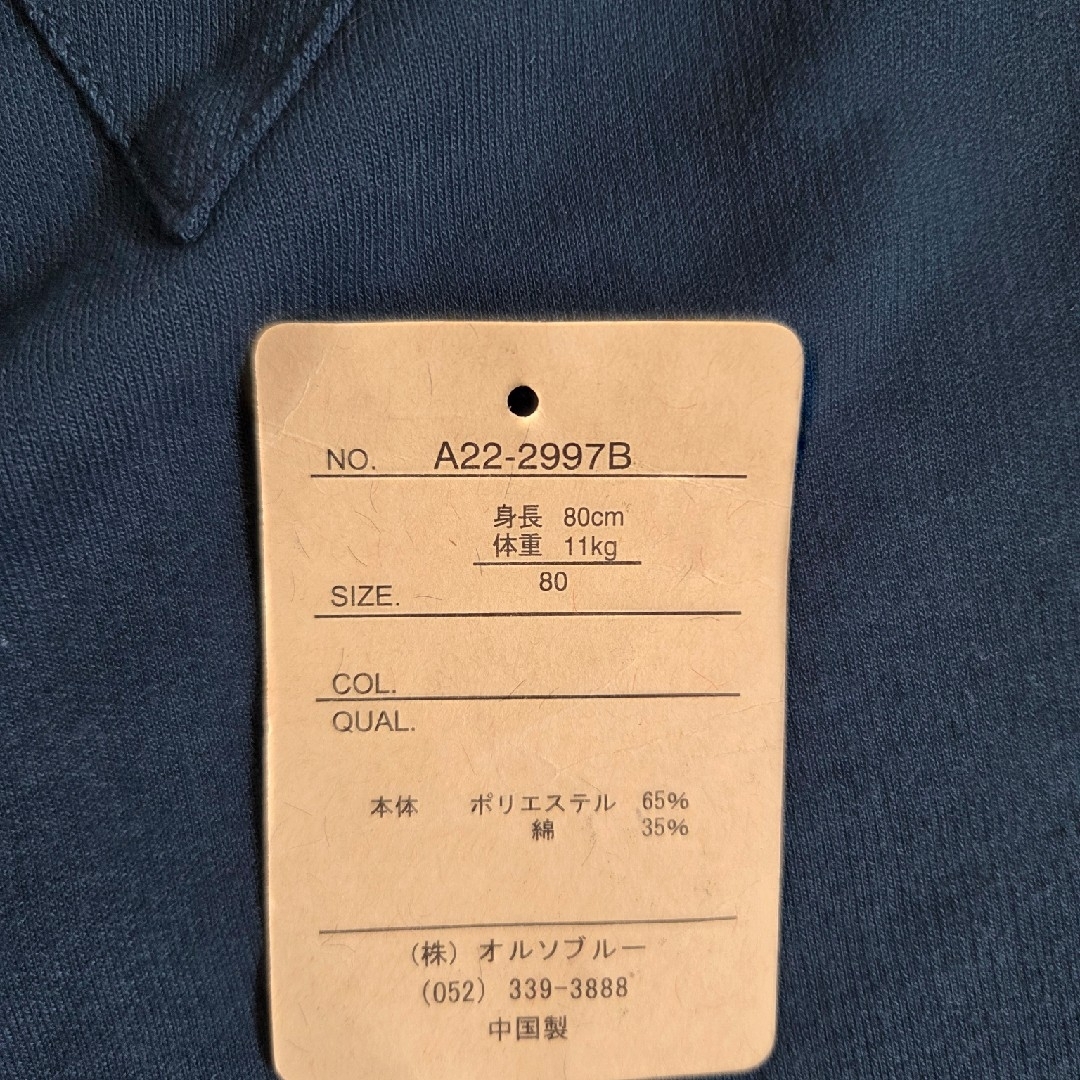 NO. A22-2997B
身長 80cm
体重 11kg
80
SIZE.
COL.
QUAL.
本体 ポリエステル 65%
綿 35%
(株) オルソブルー
(052) 339-3888
中国製